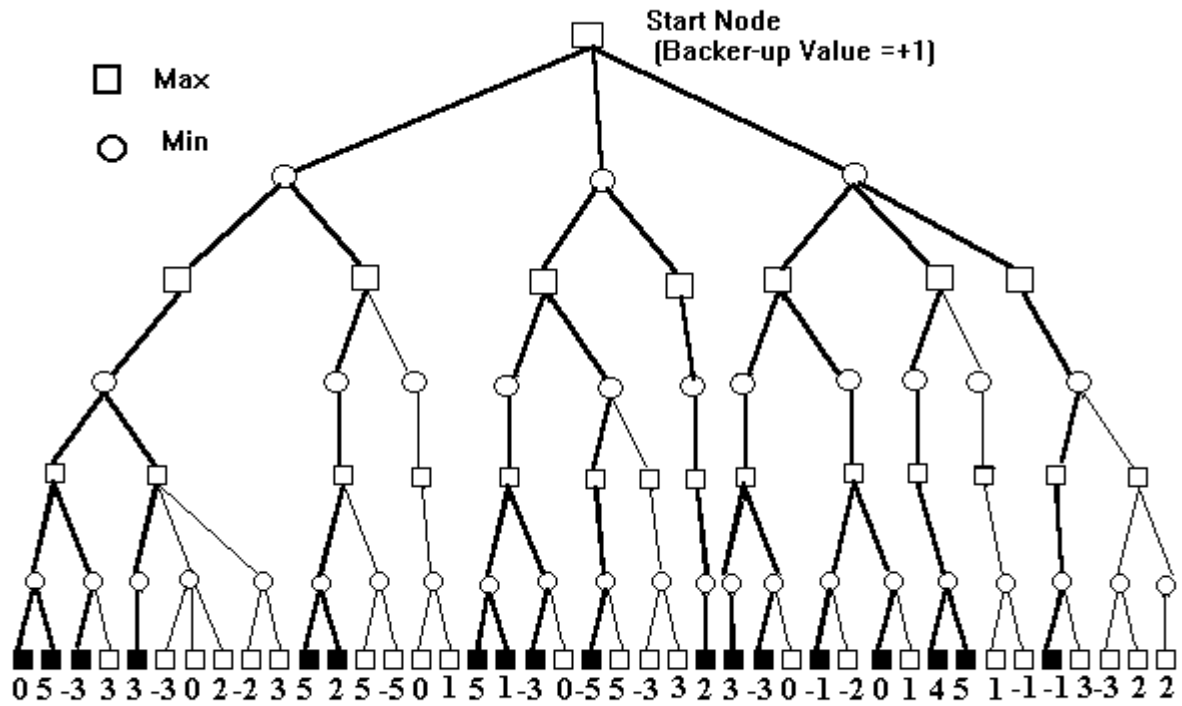 Start Node
(Backer-up Value =+1)
Max
Min
0 5 -3 3 3 -3 0 2 -2 3 5 2 5 -5 0 1 5 1 -3 0 -5 5 -3 3 2 3 -3 0 -1 -2 0 1 4 5 1 -1 -1 3 -3 2 2